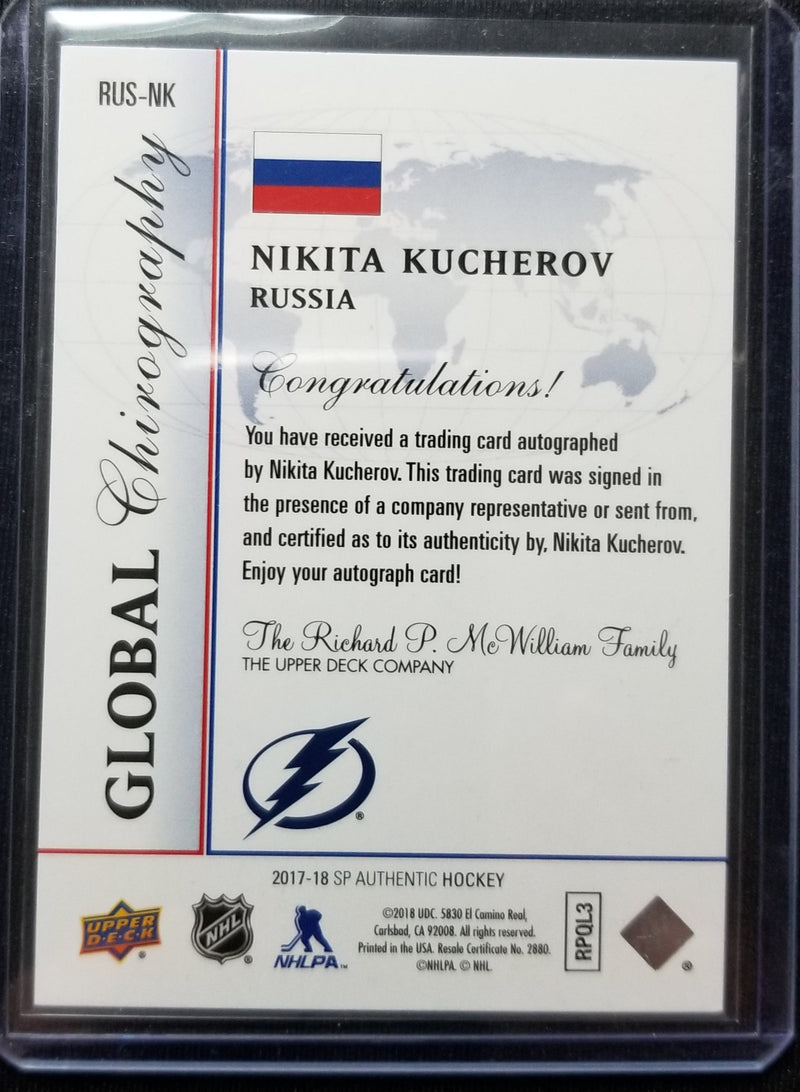 RUS-NK
GLOBAL Chirography
NIKITA KUCHEROV
RUSSIA
Congratulations!
You have received a trading card autographed
by Nikita Kucherov. This trading card was signed in
the presence of a company representative or sent from,
and certified as to its authenticity by, Nikita Kucherov.
Enjoy your autograph card!
The Richard P. McWilliam Family
THE UPPER DECK COMPANY
®
2017-18 SP AUTHENTIC HOCKEY
UPPER
D•E•C•K
®
NHL
®
NHLPA™
©2018 UDC. 5830 El Camino Real,
Carlsbad, CA 92008. All rights reserved.
Printed in the USA. Resale Certificate No. 2880.
©NHLPA. © NHL.
RPQL3
®